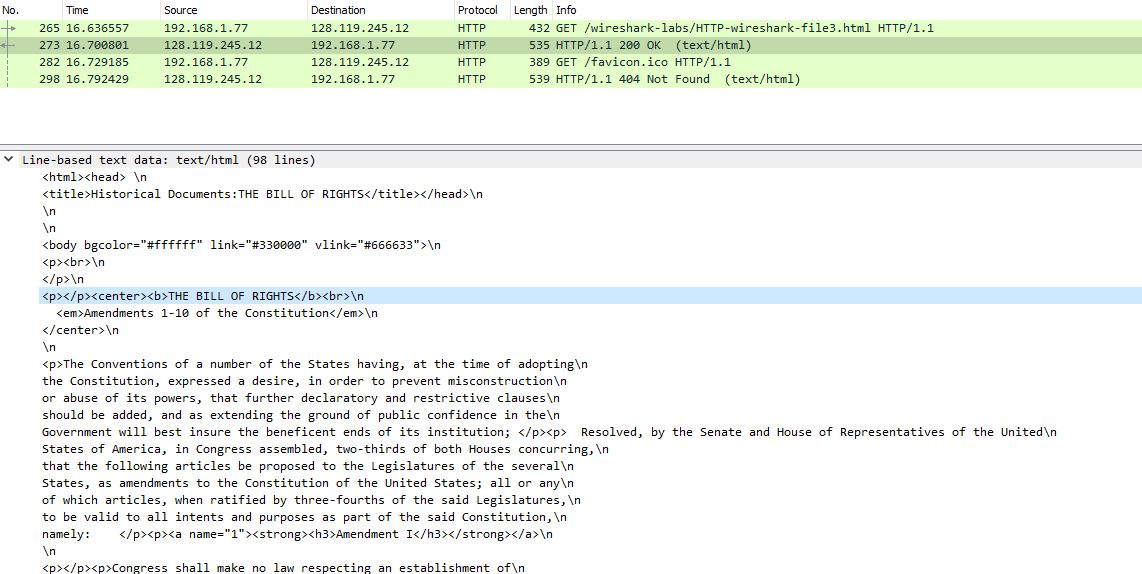 No. Time Source Destination Protocol Length Info
265 16.636557 192.168.1.77 128.119.245.12 HTTP 432 GET /wireshark-labs/HTTP-wireshark-file3.html HTTP/1.1
273 16.700801 128.119.245.12 192.168.1.77 HTTP 535 HTTP/1.1 200 OK  (text/html)
282 16.729185 192.168.1.77 128.119.245.12 HTTP 389 GET /favicon.ico HTTP/1.1
298 16.792429 128.119.245.12 192.168.1.77 HTTP 539 HTTP/1.1 404 Not Found  (text/html)
Line-based text data: text/html (98 lines)
<html><head> \n
<title>Historical Documents:THE BILL OF RIGHTS</title></head>\n
\n
\n
<body bgcolor="#ffffff" link="#330000" vlink="#666633">\n
<p><br>\n
</p>\n
<p></p><center><b>THE BILL OF RIGHTS</b><br>\n
<em>Amendments 1-10 of the Constitution</em>\n
</center>\n
\n
<p>The Conventions of a number of the States having, at the time of adopting\n
the Constitution, expressed a desire, in order to prevent misconstruction\n
or abuse of its powers, that further declaratory and restrictive clauses\n
should be added, and as extending the ground of public confidence in the\n
Government will best insure the beneficent ends of its institution; </p><p>  Resolved, by the Senate and House of Representatives of the United\n
States of America, in Congress assembled, two-thirds of both Houses concurring,\n
that the following articles be proposed to the Legislatures of the several\n
States, as amendments to the Constitution of the United States; all or any\n
of which articles, when ratified by three-fourths of the said Legislatures,\n
to be valid to all intents and purposes as part of the said Constitution,\n
namely:    </p><p><a name="1"><strong><h3>Amendment I</h3></strong></a>\n
\n
<p></p><p>Congress shall make no law respecting an establishment of\n